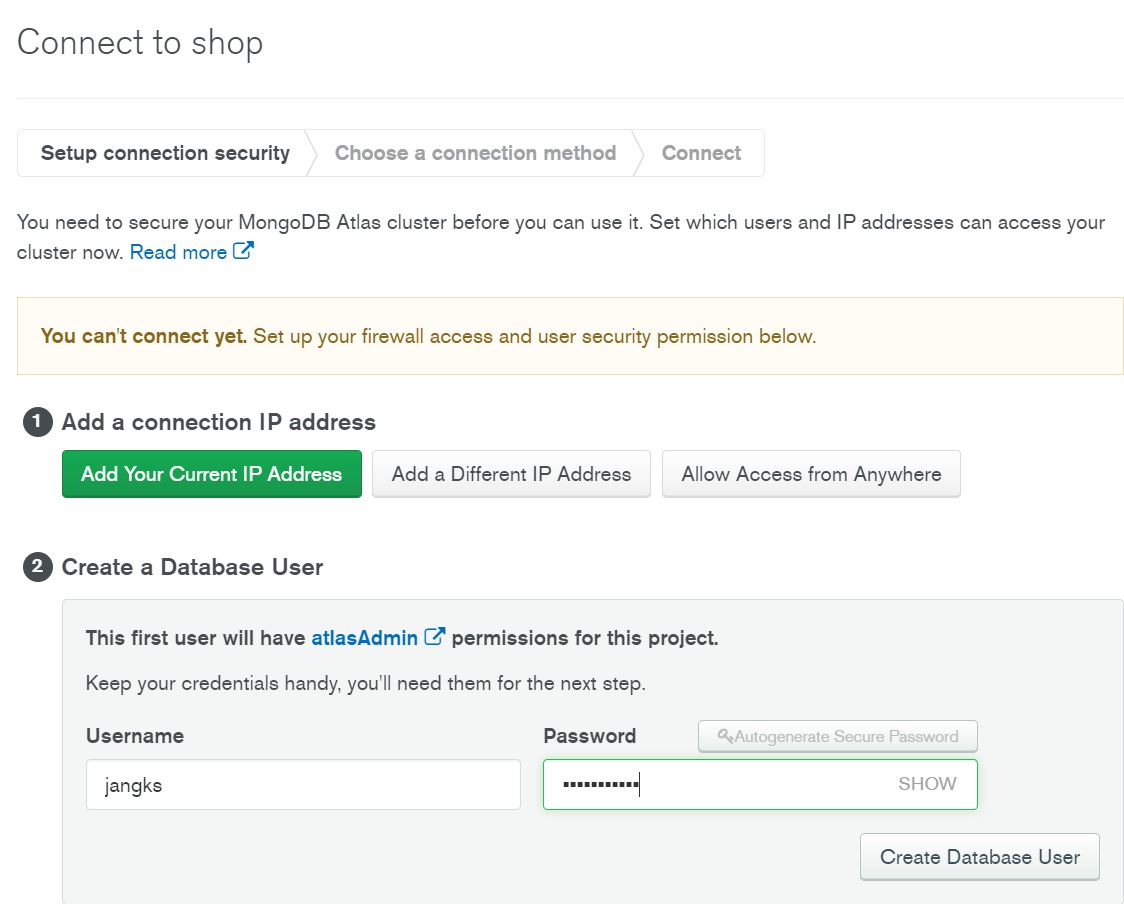 Connect to shop
Setup connection security
Choose a connection method
Connect
You need to secure your MongoDB Atlas cluster before you can use it. Set which users and IP addresses can access your
cluster now. Read more
You can't connect yet. Set up your firewall access and user security permission below.
1 Add a connection IP address
Add Your Current IP Address
Add a Different IP Address
Allow Access from Anywhere
2 Create a Database User
This first user will have atlasAdmin permissions for this project.
Keep your credentials handy, you'll need them for the next step.
Username
Password
Autogenerate Secure Password
jangks
•••••••••••
SHOW
Create Database User